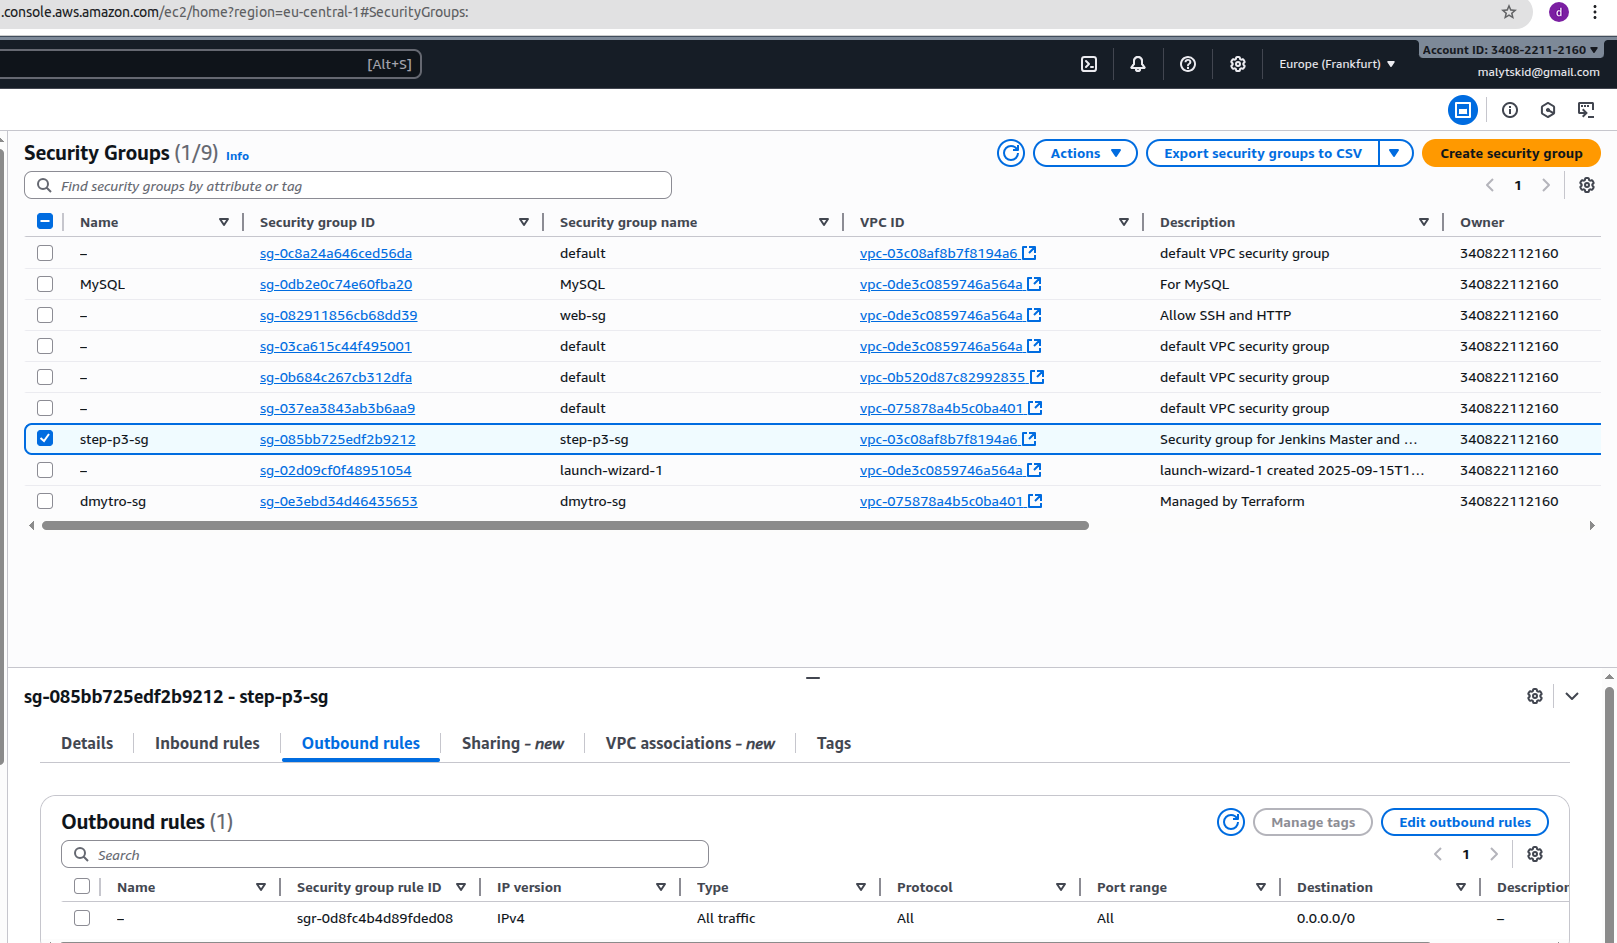 .console.aws.amazon.com/ec2/home?region=eu-central-1#SecurityGroups:
d
[Alt+S]
Europe (Frankfurt)
Account ID: 3408-2211-2160
malytskid@gmail.com
Security Groups (1/9) Info
Actions
Export security groups to CSV
Create security group
Find security groups by attribute or tag
1
Name Security group ID Security group name VPC ID Description Owner
– sg-0c8a24a646ced56da default vpc-03c08af8b7f8194a6 default VPC security group 340822112160
MySQL sg-0db2e0c74e60fba20 MySQL vpc-0de3c0859746a564a For MySQL 340822112160
– sg-082911856cb68dd39 web-sg vpc-0de3c0859746a564a Allow SSH and HTTP 340822112160
– sg-03ca615c44f495001 default vpc-0de3c0859746a564a default VPC security group 340822112160
– sg-0b684c267cb312dfa default vpc-0b520d87c82992835 default VPC security group 340822112160
– sg-037ea3843ab3b6aa9 default vpc-075878a4b5c0ba401 default VPC security group 340822112160
step-p3-sg sg-085bb725edf2b9212 step-p3-sg vpc-03c08af8b7f8194a6 Security group for Jenkins Master and ... 340822112160
– sg-02d09cf0f48951054 launch-wizard-1 vpc-0de3c0859746a564a launch-wizard-1 created 2025-09-15T1... 340822112160
dmytro-sg sg-0e3ebd34d46435653 dmytro-sg vpc-075878a4b5c0ba401 Managed by Terraform 340822112160
sg-085bb725edf2b9212 - step-p3-sg
Details Inbound rules Outbound rules Sharing - new VPC associations - new Tags
Outbound rules (1)
Manage tags
Edit outbound rules
Search
1
Name Security group rule ID IP version Type Protocol Port range Destination Description
– sgr-0d8fc4b4d89fded08 IPv4 All traffic All All 0.0.0.0/0 –